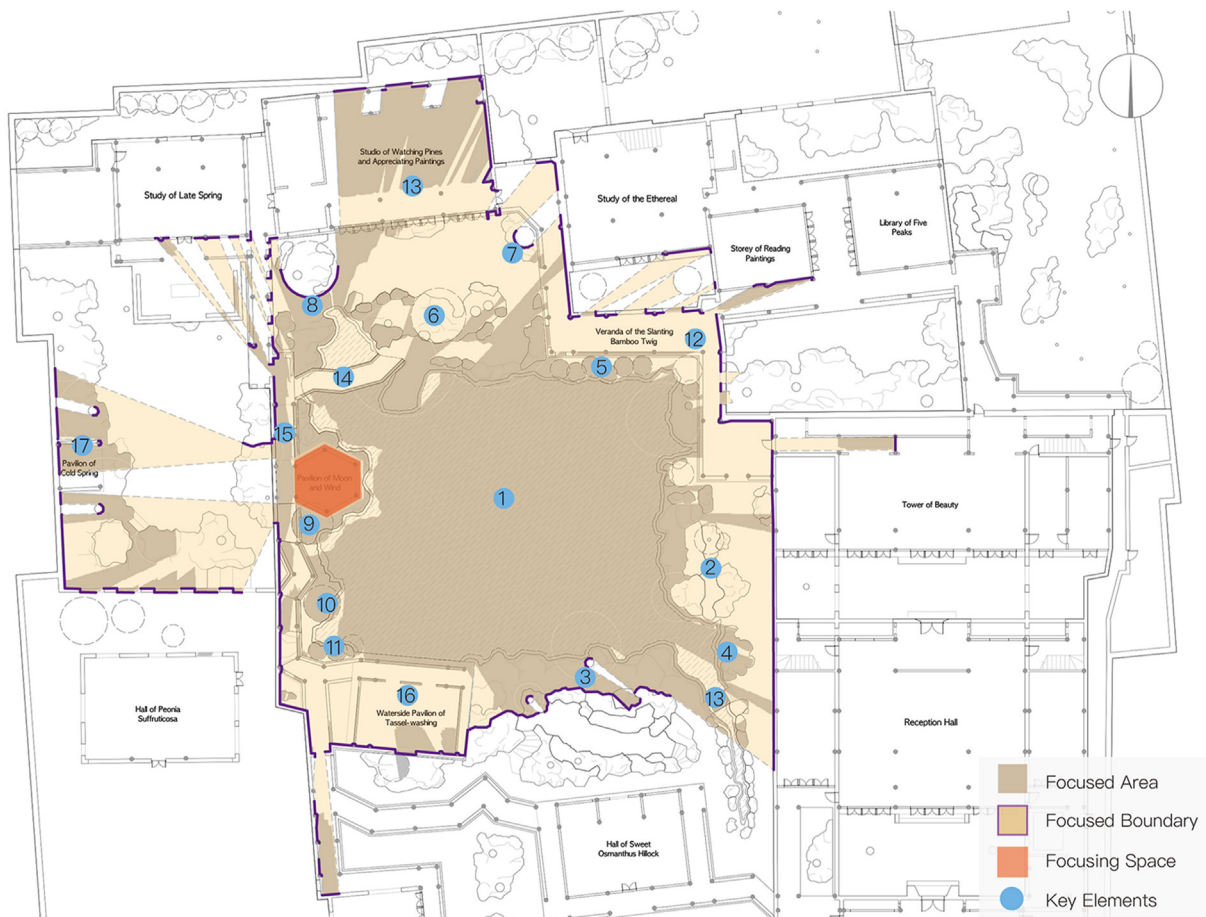 N
Studio of Watching Pines
and Appreciating Paintings
13
Study of Late Spring
Study of the Ethereal
Library of Five
Peaks
Storey of Reading
Paintings
7
8
6
Veranda of the Slanting
Bamboo Twig
12
5
14
15
17
Pavilion of
Cold Spring
Pavilion of Moon
and Wind
1
9
Tower of Beauty
2
10
11
4
3
13
16
Waterside Pavilion of
Tassel-washing
Hall of Peonia
Suffruticosa
Reception Hall
Hall of Sweet
Osmanthus Hillock
Focused Area
Focused Boundary
Focusing Space
Key Elements